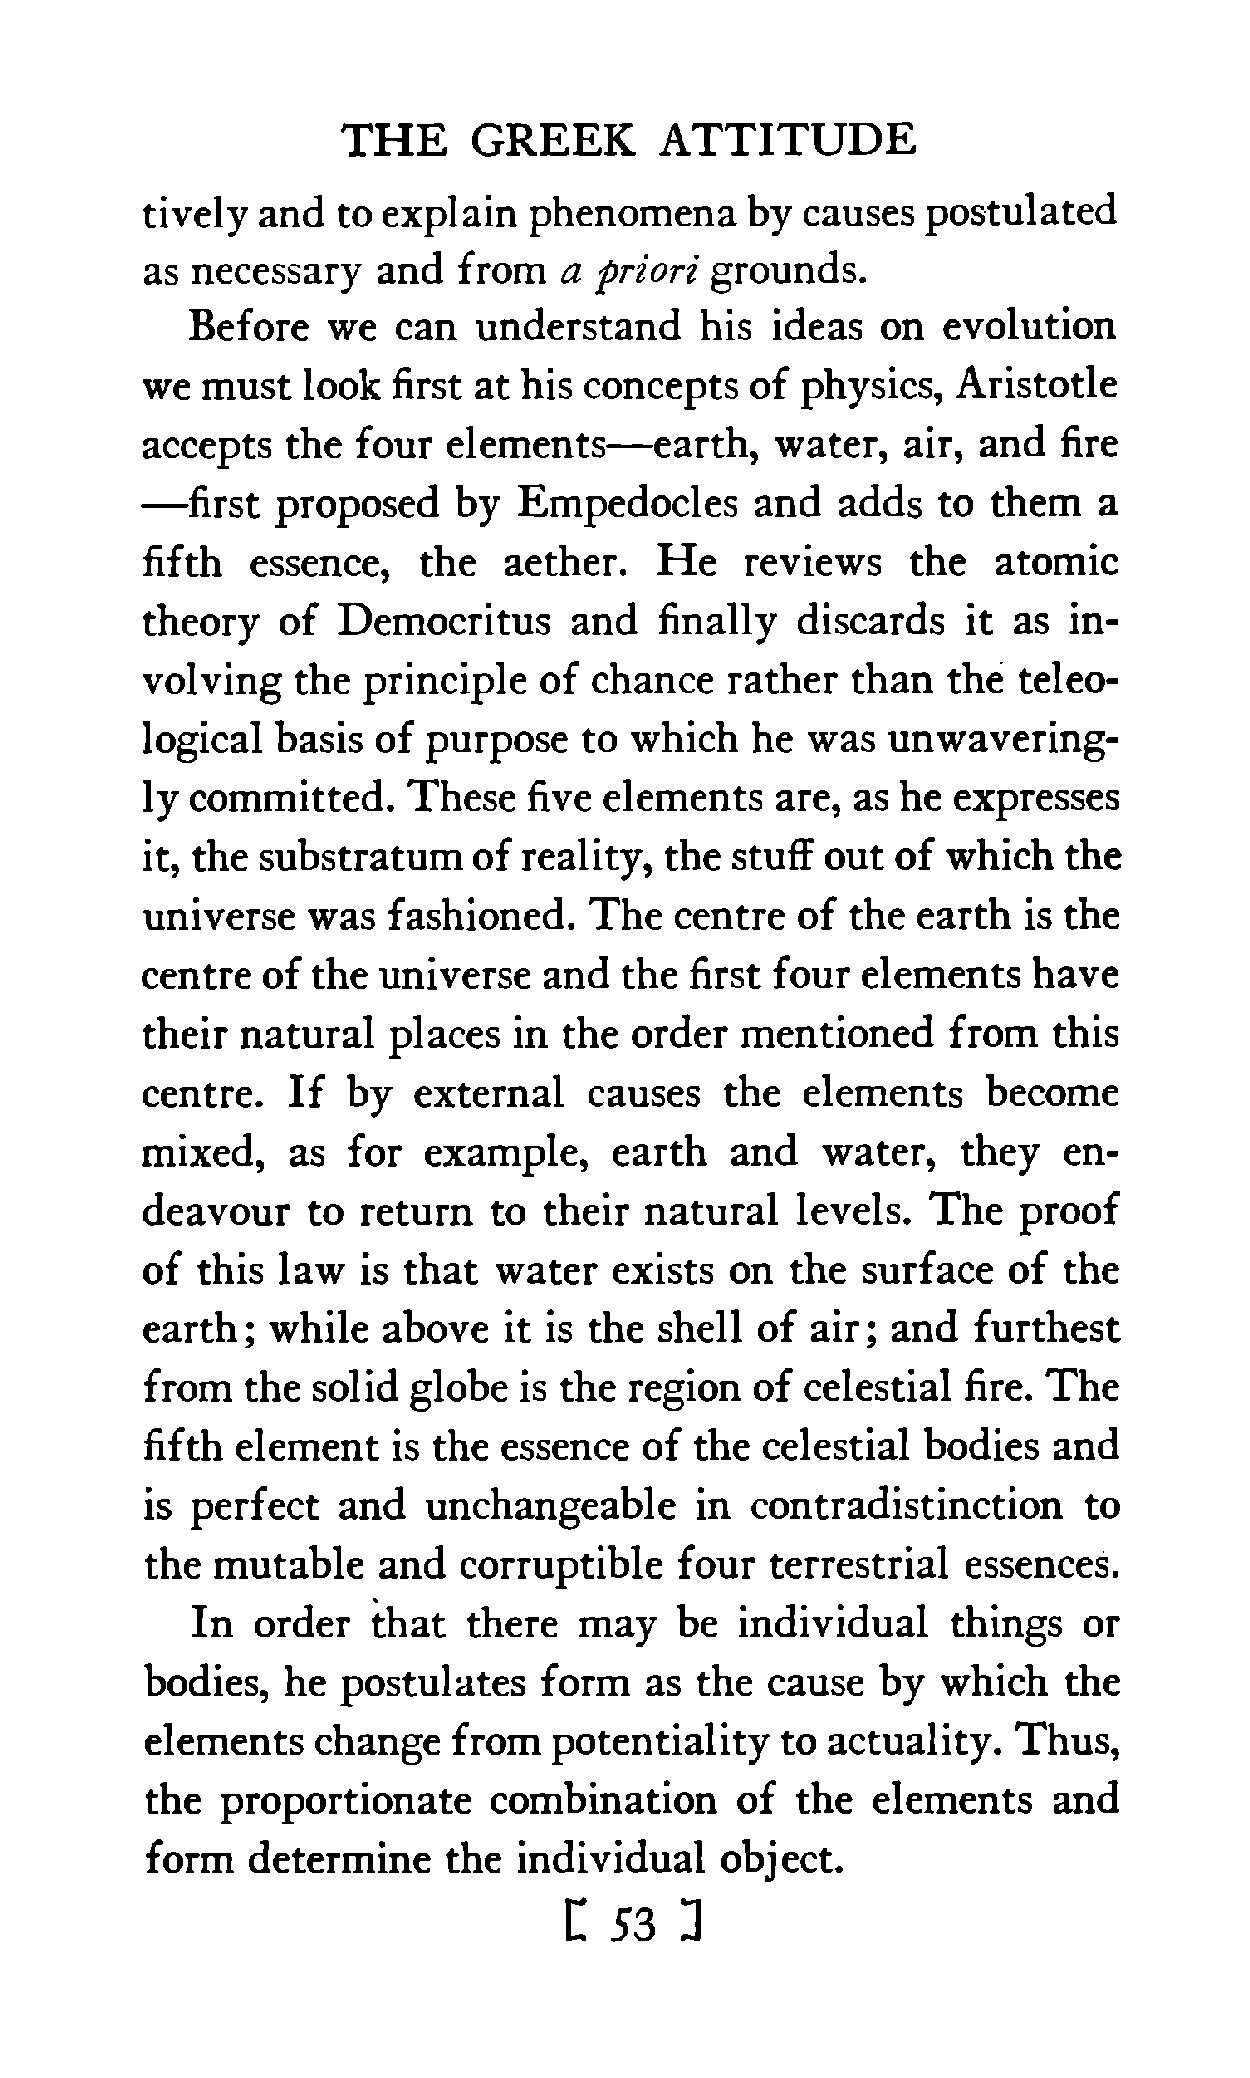 THE GREEK ATTITUDE
tively and to explain phenomena by causes postulated
as necessary and from a priori grounds.
Before we can understand his ideas on evolution
we must look first at his concepts of physics, Aristotle
accepts the four elements—earth, water, air, and fire
—first proposed by Empedocles and adds to them a
fifth essence, the aether. He reviews the atomic
theory of Democritus and finally discards it as in-
volving the principle of chance rather than the teleo-
logical basis of purpose to which he was unwavering-
ly committed. These five elements are, as he expresses
it, the substratum of reality, the stuff out of which the
universe was fashioned. The centre of the earth is the
centre of the universe and the first four elements have
their natural places in the order mentioned from this
centre. If by external causes the elements become
mixed, as for example, earth and water, they en-
deavour to return to their natural levels. The proof
of this law is that water exists on the surface of the
earth; while above it is the shell of air; and furthest
from the solid globe is the region of celestial fire. The
fifth element is the essence of the celestial bodies and
is perfect and unchangeable in contradistinction to
the mutable and corruptible four terrestrial essences.
In order that there may be individual things or
bodies, he postulates form as the cause by which the
elements change from potentiality to actuality. Thus,
the proportionate combination of the elements and
form determine the individual object.
[ 53 ]